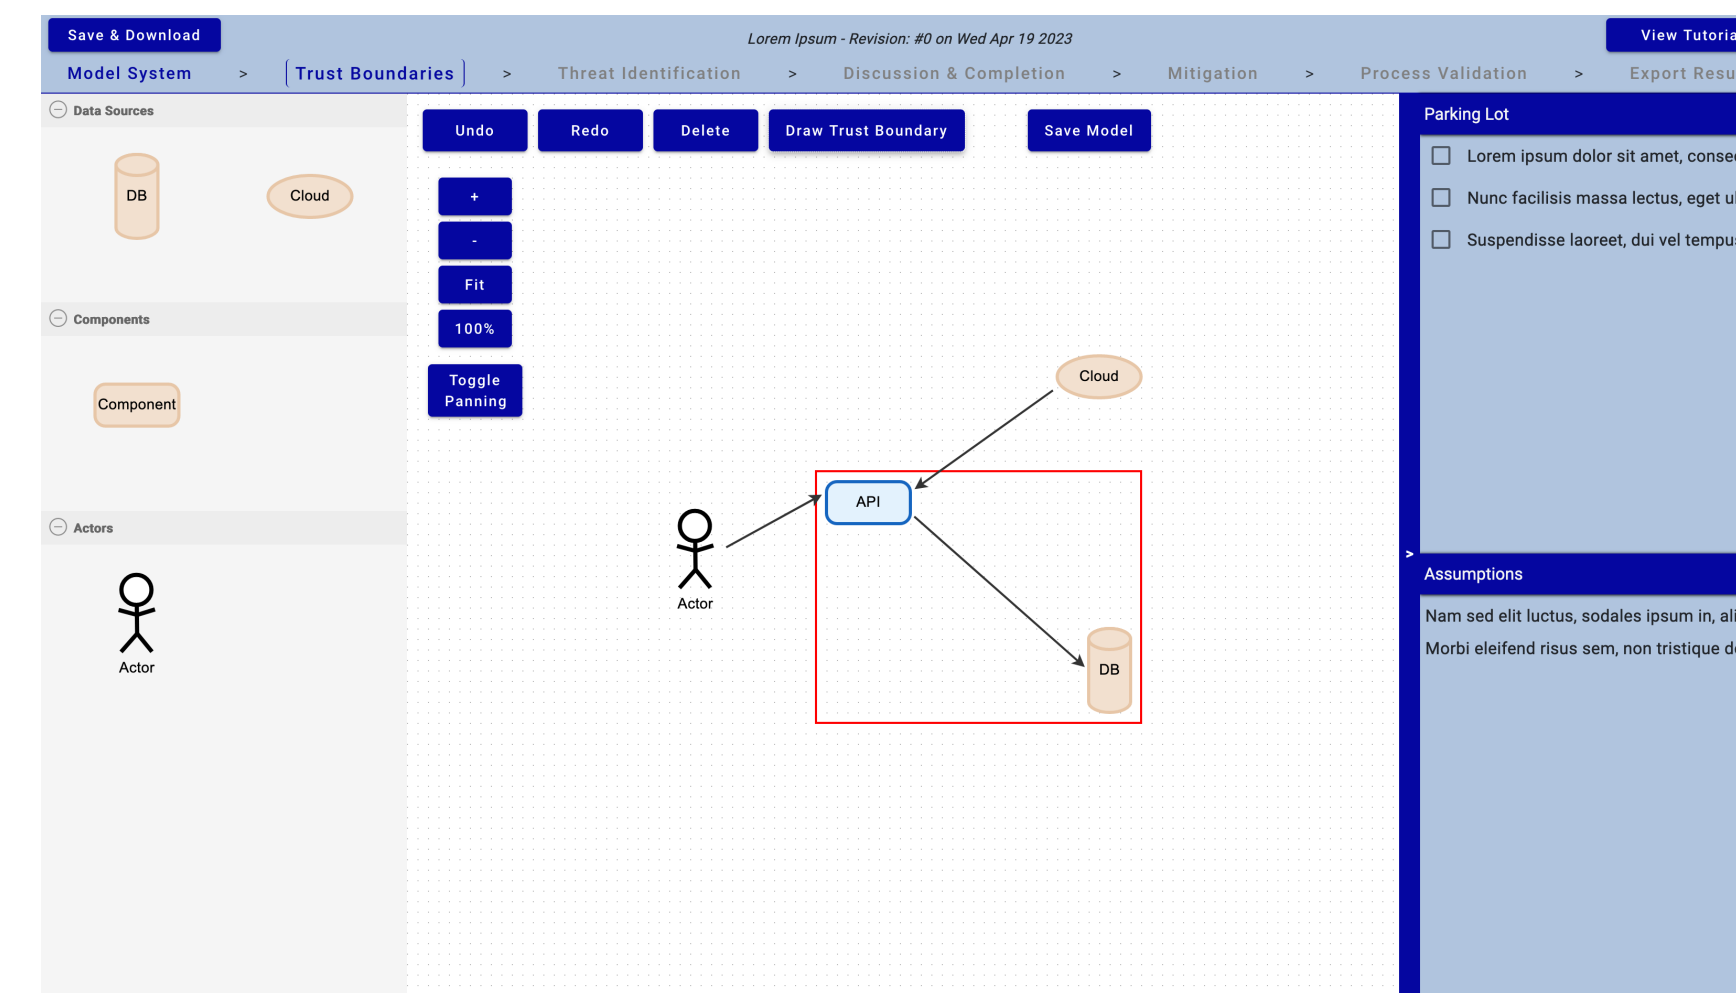 Save & Download
Lorem Ipsum - Revision: #0 on Wed Apr 19 2023
View Tutoria
Model System > Trust Boundaries > Threat Identification > Discussion & Completion > Mitigation > Process Validation > Export Resu
Data Sources
DB
Cloud
Components
Component
Actors
Actor
Undo
Redo
Delete
Draw Trust Boundary
Save Model
+
-
Fit
100%
Toggle
Panning
Cloud
API
Actor
DB
>
Parking Lot
Lorem ipsum dolor sit amet, conse
Nunc facilisis massa lectus, eget u
Suspendisse laoreet, dui vel tempu
Assumptions
Nam sed elit luctus, sodales ipsum in, al
Morbi eleifend risus sem, non tristique d